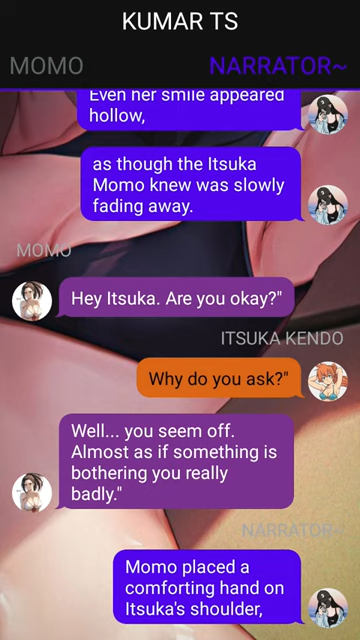 KUMAR TS
MOMO
NARRATOR~
Even her smile appeared
hollow,
as though the Itsuka
Momo knew was slowly
fading away.
MOMO
Hey Itsuka. Are you okay?"
ITSUKA KENDO
Why do you ask?"
Well... you seem off.
Almost as if something is
bothering you really
badly."
NARRATOR~
Momo placed a
comforting hand on
Itsuka's shoulder,